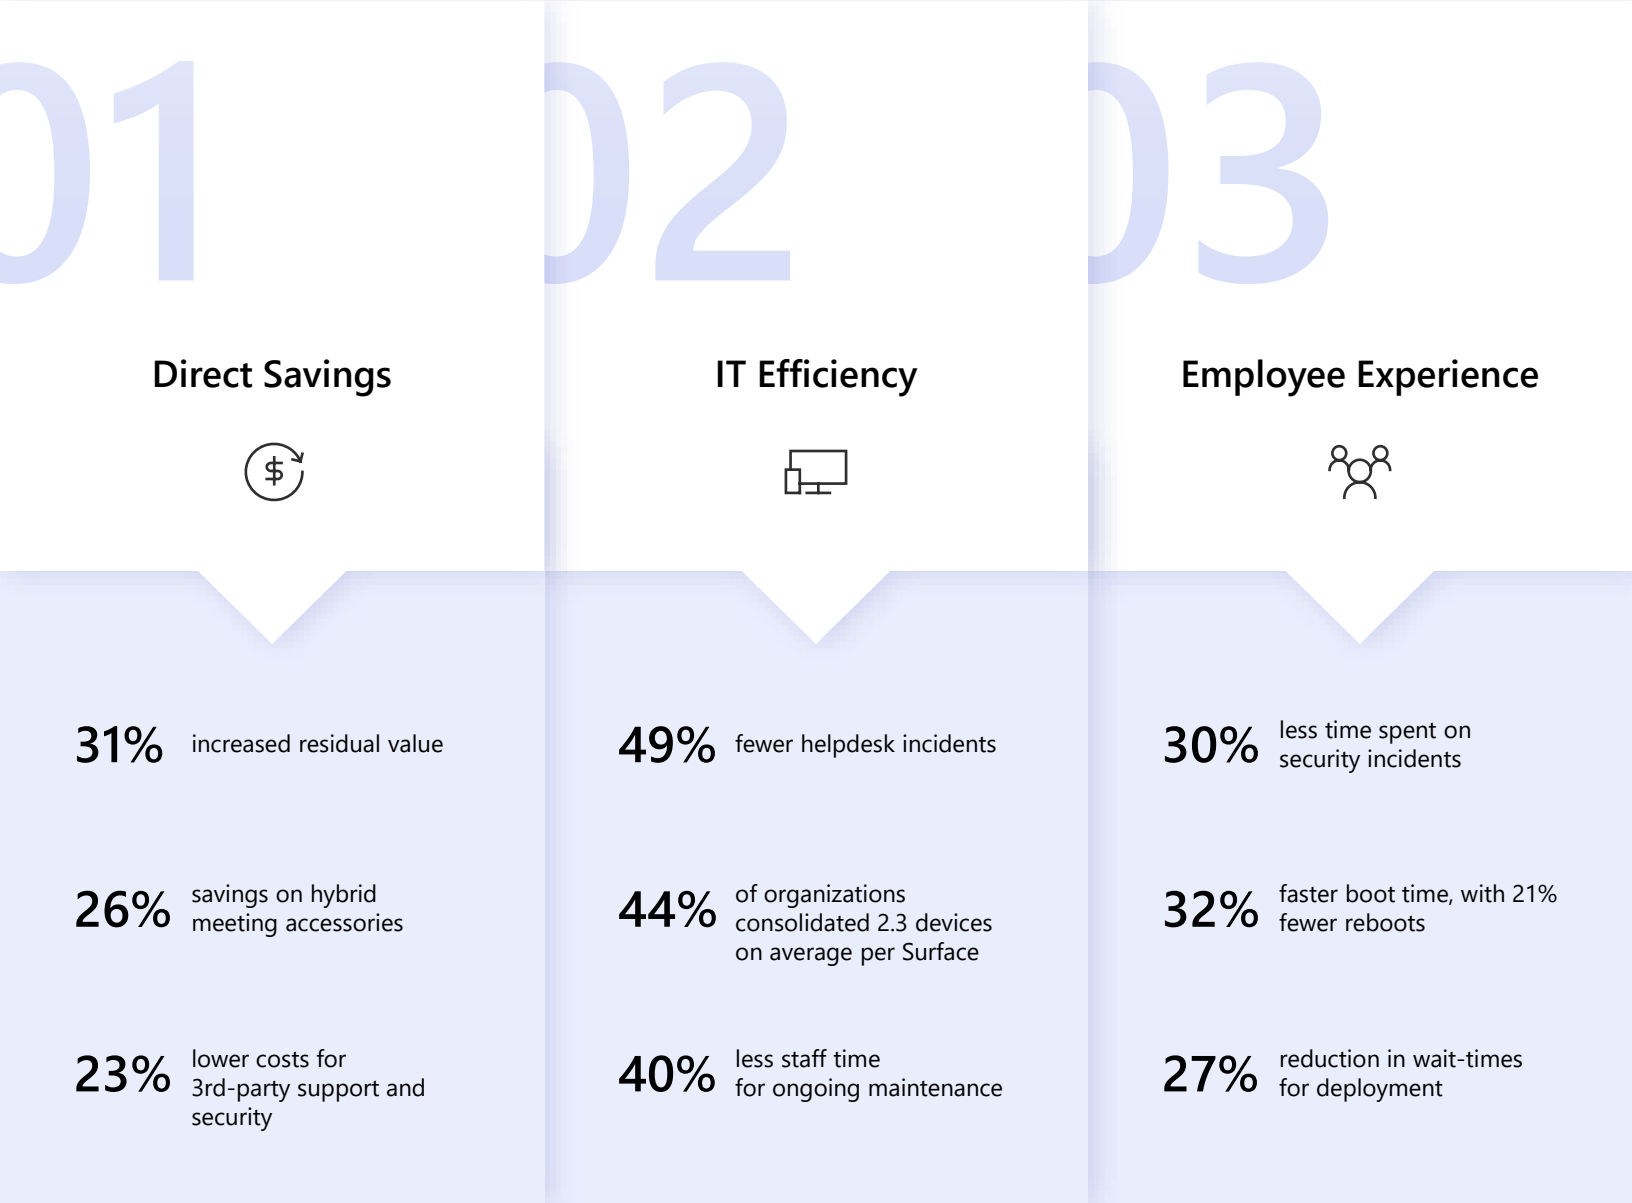 01
Direct Savings
$
31%
increased residual value
26%
savings on hybrid
meeting accessories
23%
lower costs for
3rd-party support and
security
02
IT Efficiency
49%
fewer helpdesk incidents
44%
of organizations
consolidated 2.3 devices
on average per Surface
40%
less staff time
for ongoing maintenance
03
Employee Experience
30%
less time spent on
security incidents
32%
faster boot time, with 21%
fewer reboots
27%
reduction in wait-times
for deployment